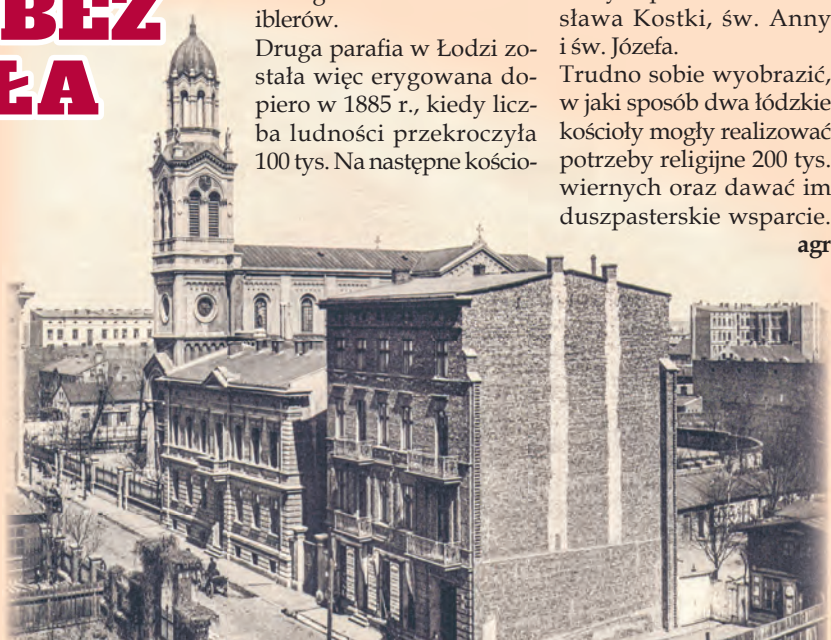 BEZ
ŁA
iblerów.
Druga parafia w Łodzi zo-
stała więc erygowana do-
piero w 1885 r., kiedy licz-
ba ludności przekroczyła
100 tys. Na następne kościo-
sława Kostki, św. Anny
i św. Józefa.
Trudno sobie wyobrazić,
w jaki sposób dwa łódzkie
kościoły mogły realizować
potrzeby religijne 200 tys.
wiernych oraz dawać im
duszpasterskie wsparcie.
agr